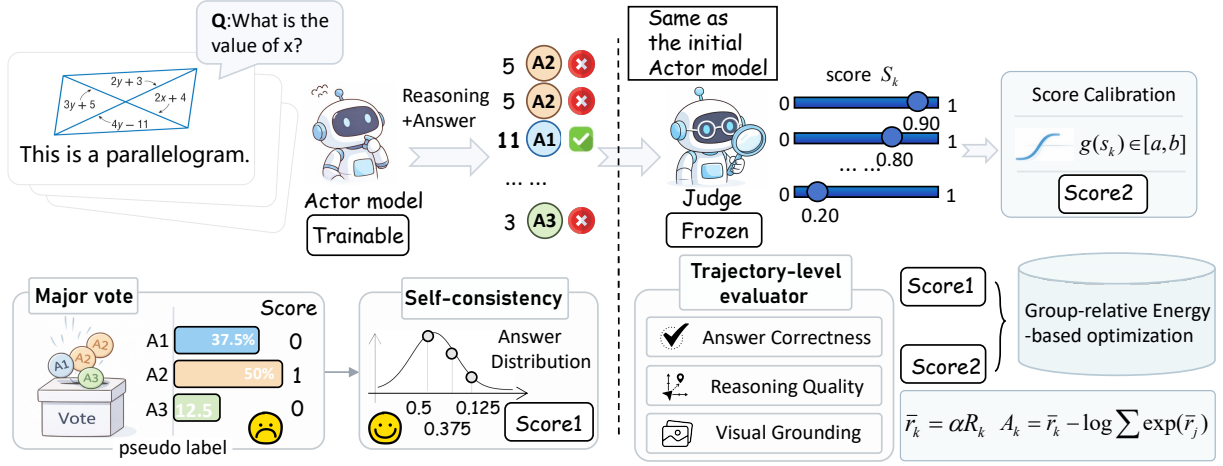 Q:What is the
value of x?
2y + 3
3y + 5
2x + 4
4y − 11
This is a parallelogram.
Actor model
Trainable
Reasoning
+Answer
5 A2
5 A2
11 A1
... ...
3 A3
Same as
the initial
Actor model
Judge
Frozen
score S_k
0 1
0.90
0 1
0.80
... ...
0 1
0.20
Score Calibration
g(s_k)∈[a,b]
Score2
Major vote
Score
A1 A2 A2 A3
Vote
A1 37.5% 0
A2 50% 1
A3 12.5 0
pseudo label
Self-consistency
Answer
Distribution
0.5 0.125
0.375
Score1
Trajectory-level
evaluator
Answer Correctness
Reasoning Quality
Visual Grounding
Score1
Score2
Group-relative Energy
-based optimization
r̄_k = αR_k A_k = r̄_k − log ∑ exp(r̄_j)